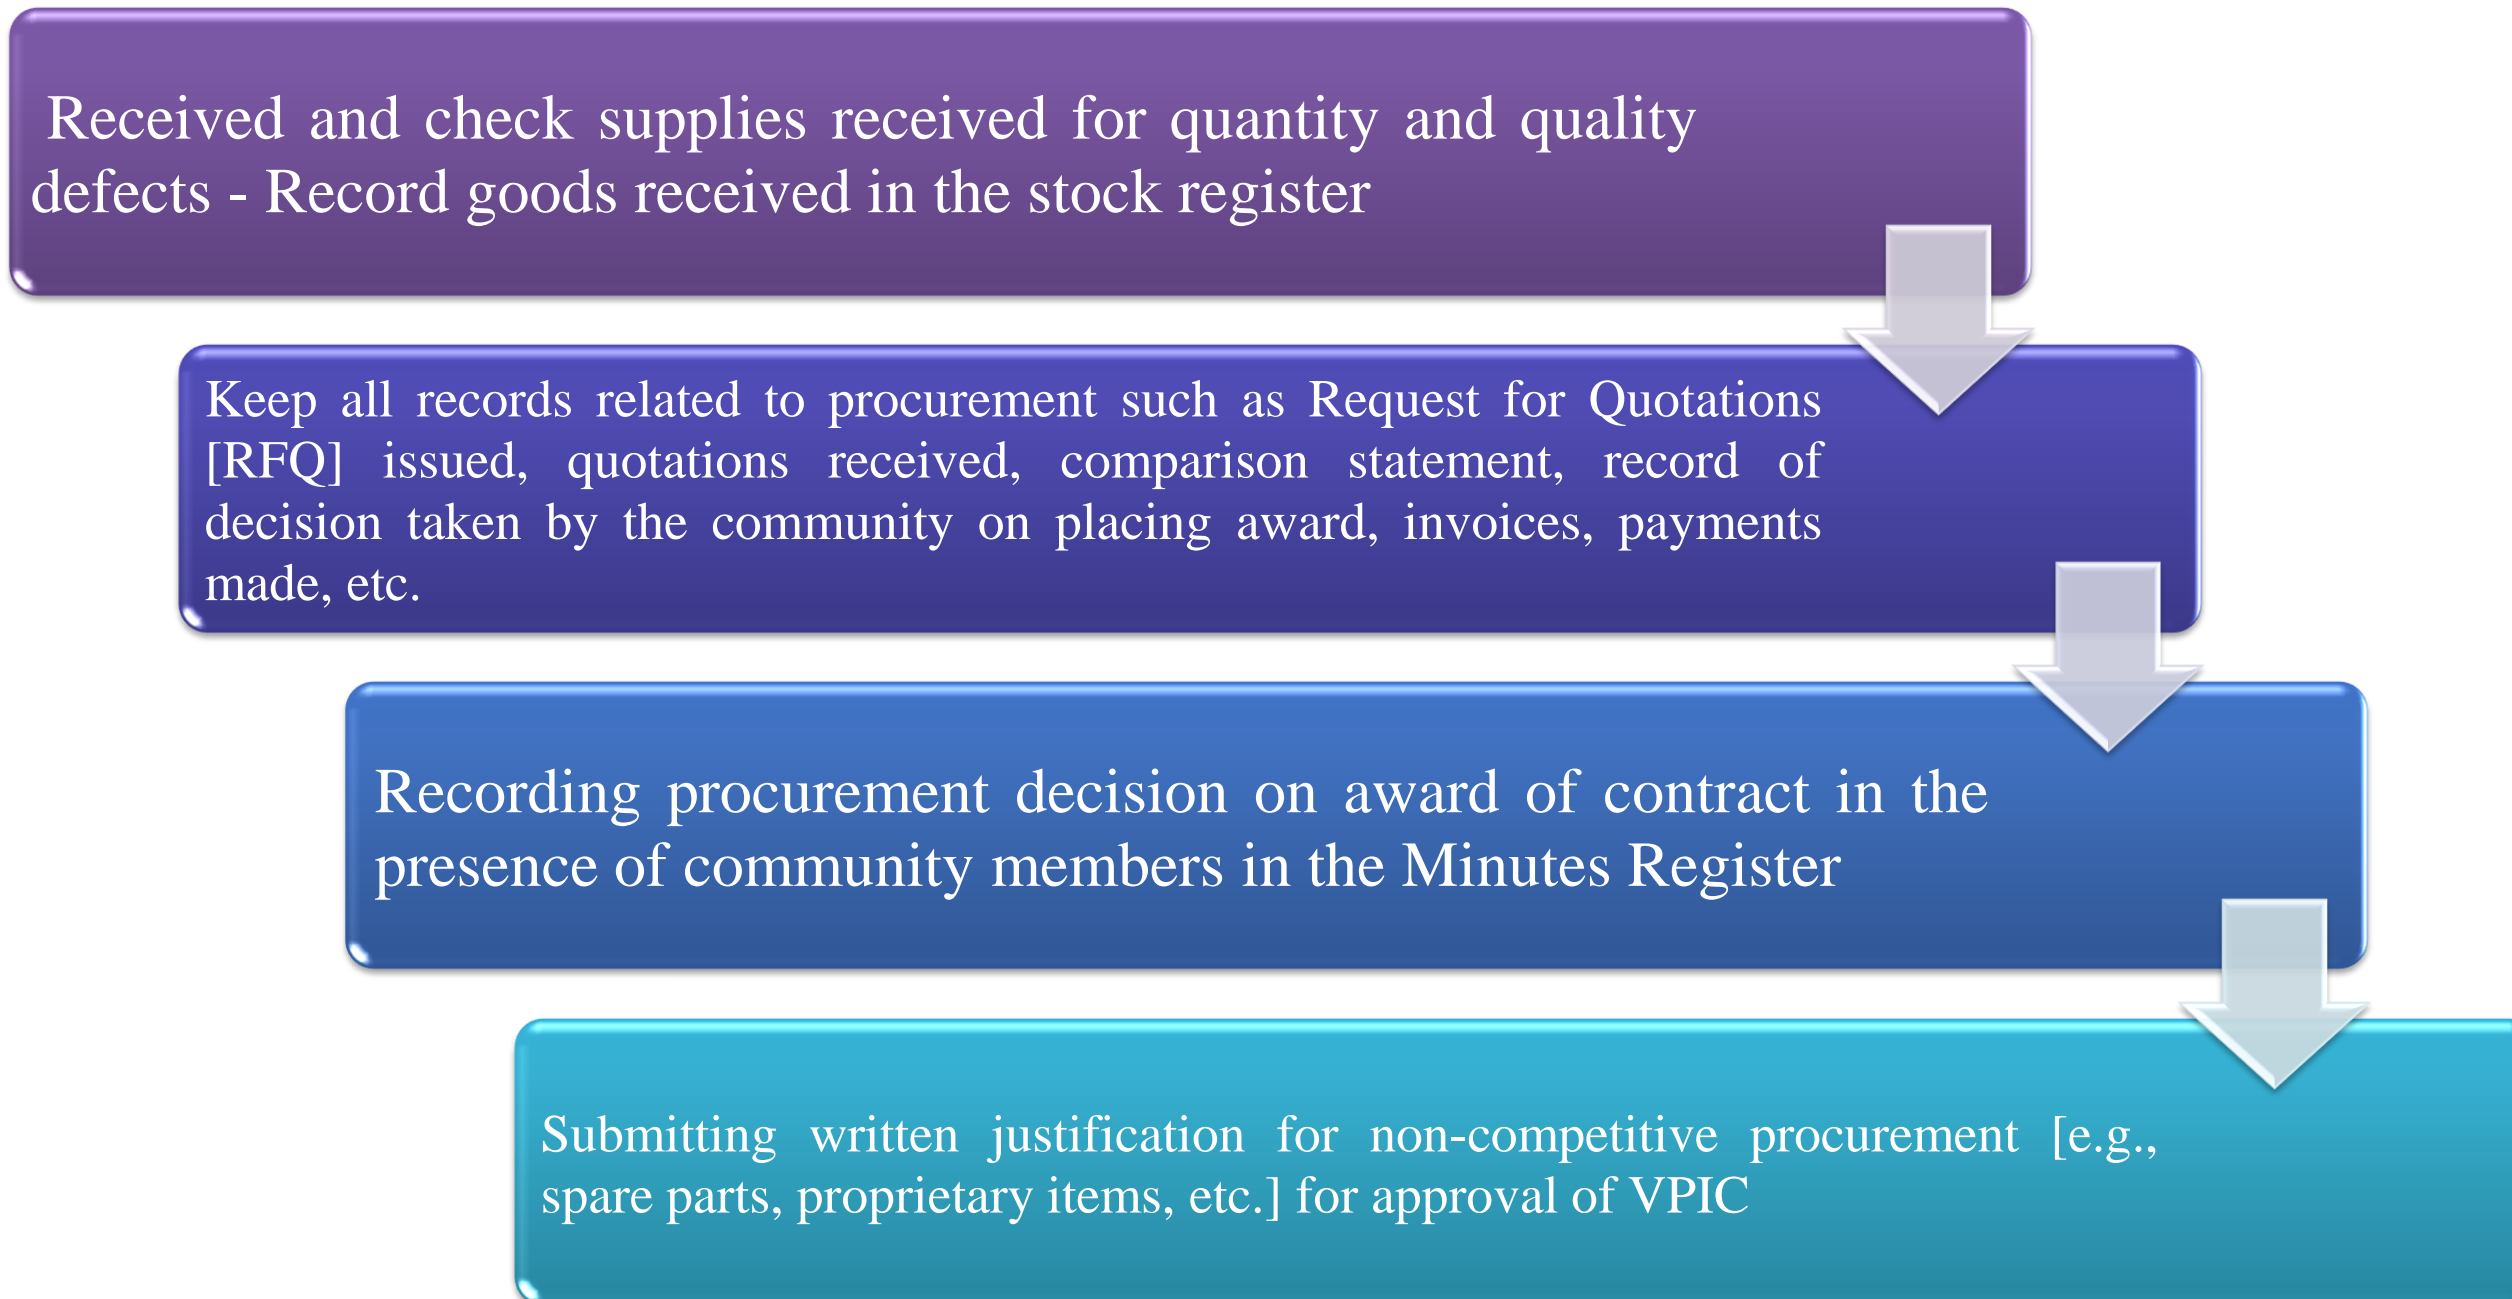 Received and check supplies received for quantity and quality
defects - Record goods received in the stock register
Keep all records related to procurement such as Request for Quotations
[RFQ] issued, quotations received, comparison statement, record of
decision taken by the community on placing award, invoices, payments
made, etc.
Recording procurement decision on award of contract in the
presence of community members in the Minutes Register
Submitting written justification for non-competitive procurement [e.g.,
spare parts, proprietary items, etc.] for approval of VPIC